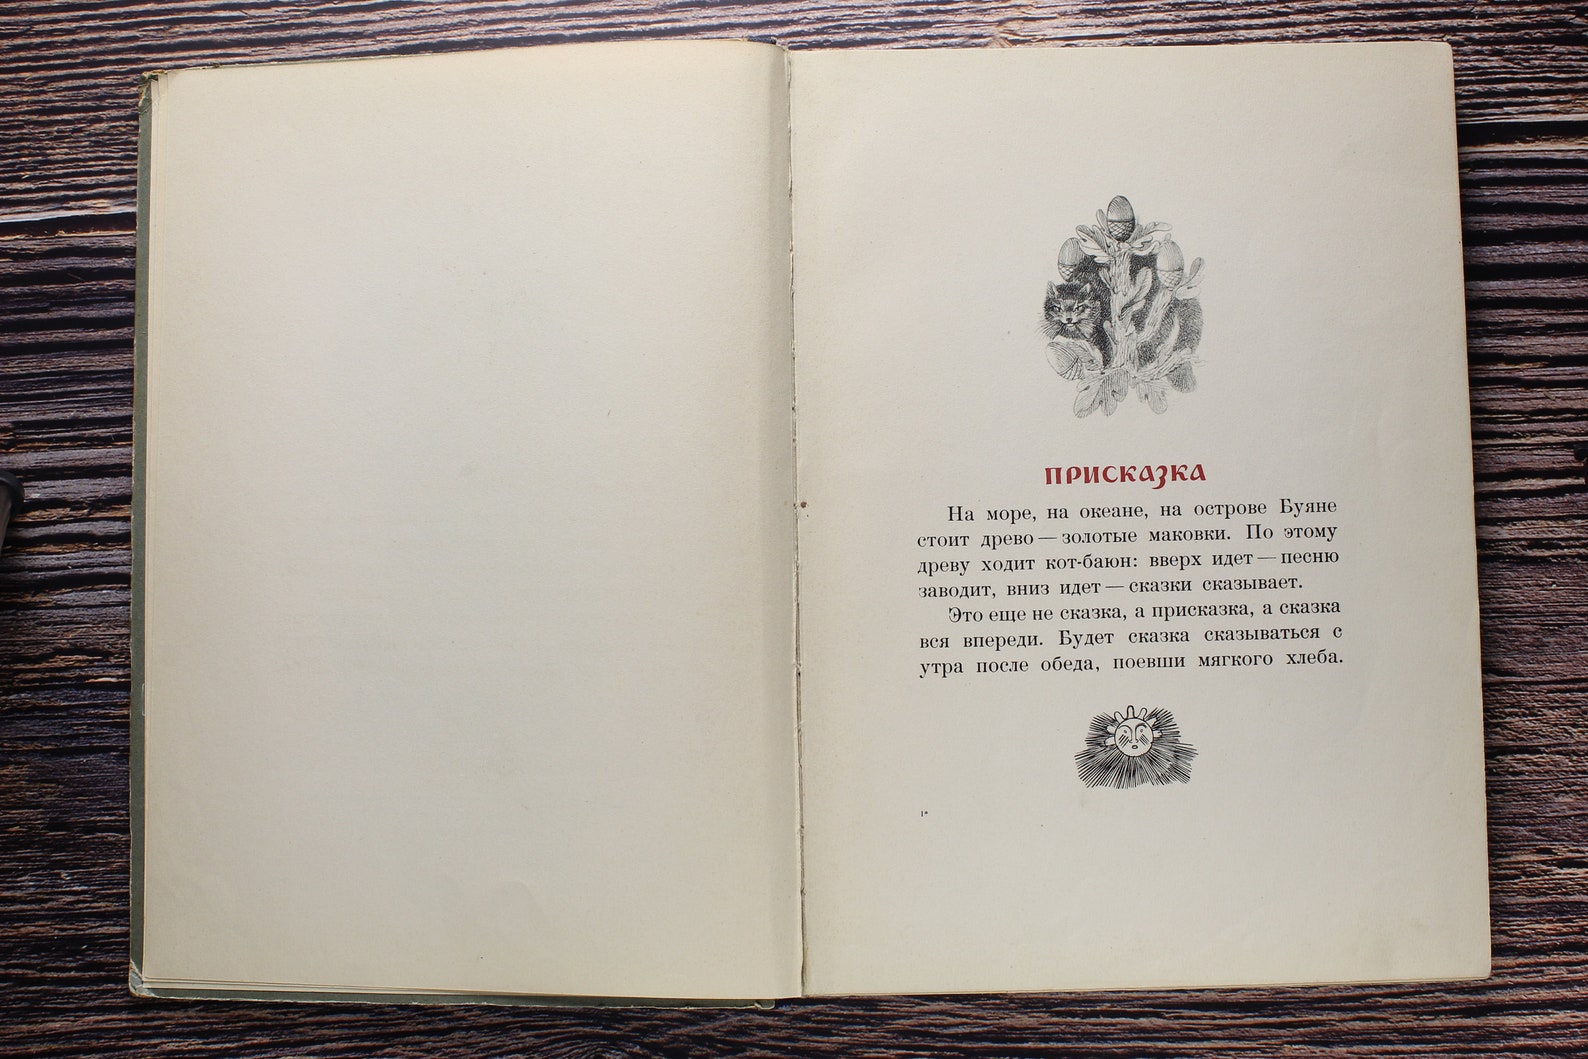 ПРИСКАЗКА
На море, на океане, на острове Буяне
стоит древо — золотые маковки. По этому
древу ходит кот-баюн: вверх идет — песню
заводит, вниз идет — сказки сказывает.
Это еще не сказка, а присказка, а сказка
вся впереди. Будет сказка сказываться с
утра после обеда, поевши мягкого хлеба.
1*